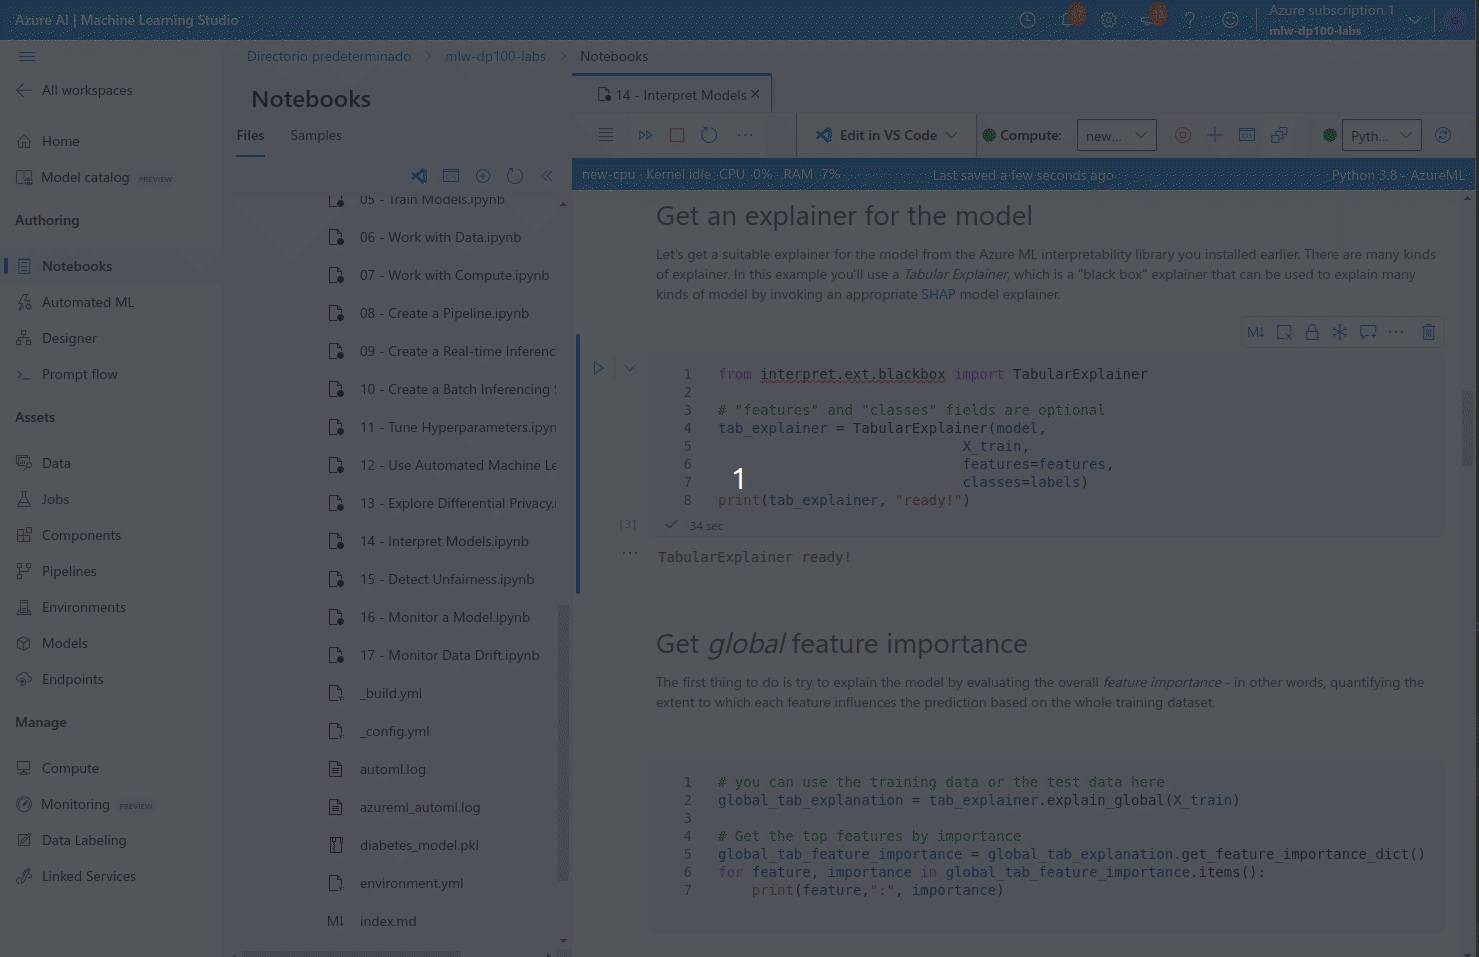 Azure AI | Machine Learning Studio
Azure subscription 1
mlw-dp100-labs
All workspaces
Home
Model catalog PREVIEW
Authoring
Notebooks
Automated ML
Designer
Prompt flow
Assets
Data
Jobs
Components
Pipelines
Environments
Models
Endpoints
Manage
Compute
Monitoring PREVIEW
Data Labeling
Linked Services
Directorio predeterminado > mlw-dp100-labs > Notebooks
Notebooks
Files Samples
05 - Train Models.ipynb
06 - Work with Data.ipynb
07 - Work with Compute.ipynb
08 - Create a Pipeline.ipynb
09 - Create a Real-time Inferenc
10 - Create a Batch Inferencing
11 - Tune Hyperparameters.ipyn
12 - Use Automated Machine Le
13 - Explore Differential Privacy.i
14 - Interpret Models.ipynb
15 - Detect Unfairness.ipynb
16 - Monitor a Model.ipynb
17 - Monitor Data Drift.ipynb
_build.yml
_config.yml
automl.log
azureml_automl.log
diabetes_model.pkl
environment.yml
M↓ index.md
14 - Interpret Models ×
Edit in VS Code
Compute: new...
Pyth...
new-cpu · Kernel idle CPU 0% · RAM 7%
Last saved a few seconds ago
Python 3.8 - AzureML
Get an explainer for the model
Let's get a suitable explainer for the model from the Azure ML interpretability library you installed earlier. There are many kinds
of explainer. In this example you'll use a Tabular Explainer, which is a "black box" explainer that can be used to explain many
kinds of model by invoking an appropriate SHAP model explainer.
M↓
1 from interpret.ext.blackbox import TabularExplainer
2
3 # "features" and "classes" fields are optional
4 tab_explainer = TabularExplainer(model,
5 X_train,
6 features=features,
7 classes=labels)
1
8 print(tab_explainer, "ready!")
[3] 34 sec
TabularExplainer ready!
Get global feature importance
The first thing to do is try to explain the model by evaluating the overall feature importance - in other words, quantifying the
extent to which each feature influences the prediction based on the whole training dataset.
1 # you can use the training data or the test data here
2 global_tab_explanation = tab_explainer.explain_global(X_train)
3
4 # Get the top features by importance
5 global_tab_feature_importance = global_tab_explanation.get_feature_importance_dict()
6 for feature, importance in global_tab_feature_importance.items():
7 print(feature,":", importance)